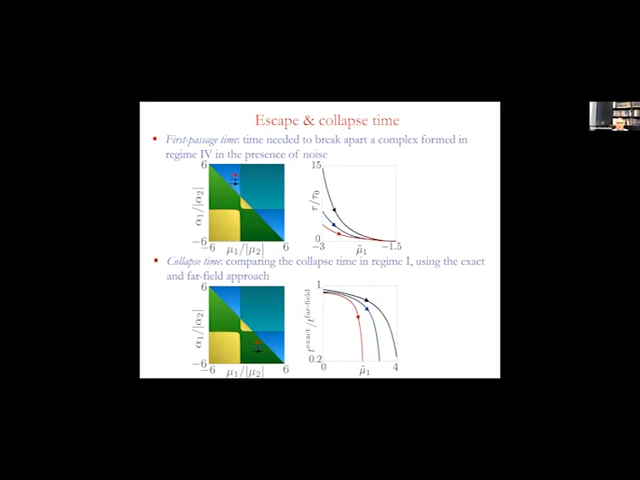 Escape & collapse time
First-passage time: time needed to break apart a complex formed in
regime IV in the presence of noise
6
α₁/|α₂|
−6
−6 μ₁/|μ₂| 6
15
τ/τ₀
0
−3 μ̃₁ −1.5
Collapse time: comparing the collapse time in regime I, using the exact
and far-field approach
6
α₁/|α₂|
−6
−6 μ₁/|μ₂| 6
1
t^exact/t^far-field
0.2
0 μ̃₁ 4